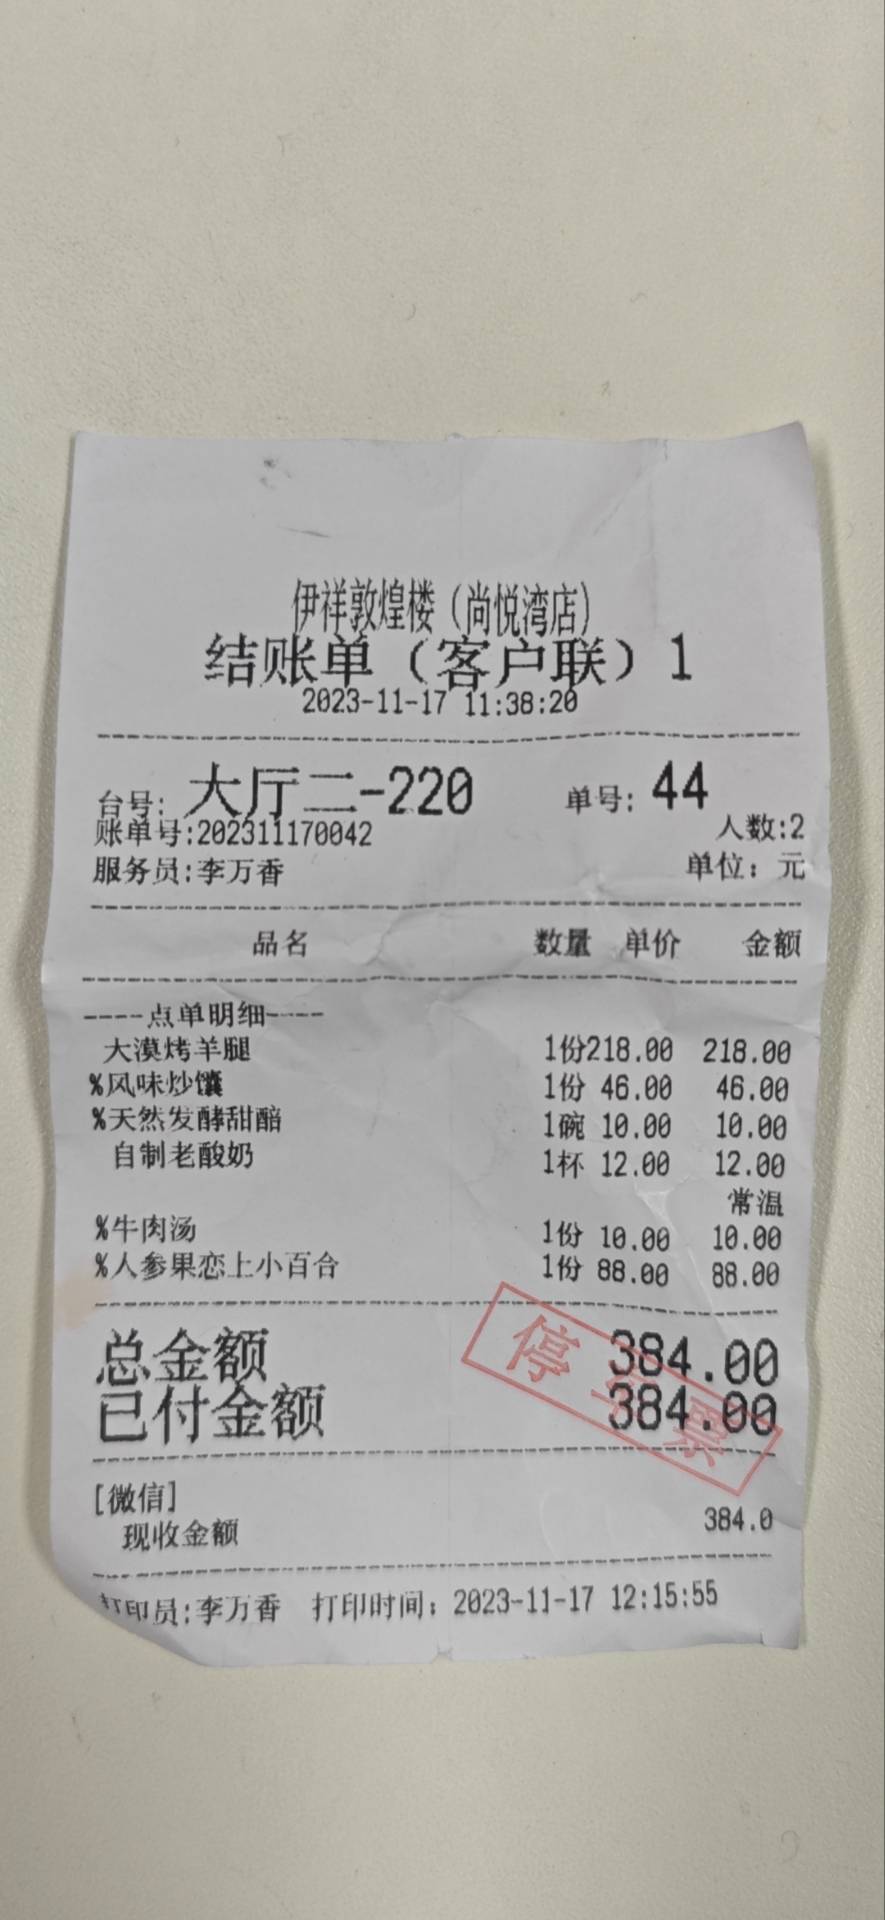 伊祥敦煌楼（尚悦湾店）
结账单（客户联）1
2023-11-17 11:38:20
台号: 大厅二-220 单号: 44
账单号:202311170042 人数:2
服务员:李万香 单位: 元
品名 数量 单价 金额
----点单明细----
大漠烤羊腿 1份218.00 218.00
%风味炒馕 1份 46.00 46.00
%天然发酵甜醅 1碗 10.00 10.00
自制老酸奶 1杯 12.00 12.00
常温
%牛肉汤 1份 10.00 10.00
%人参果恋上小百合 1份 88.00 88.00
总金额 384.00
已付金额 384.00
停车票
[微信]
现收金额 384.0
打印员:李万香 打印时间: 2023-11-17 12:15:55